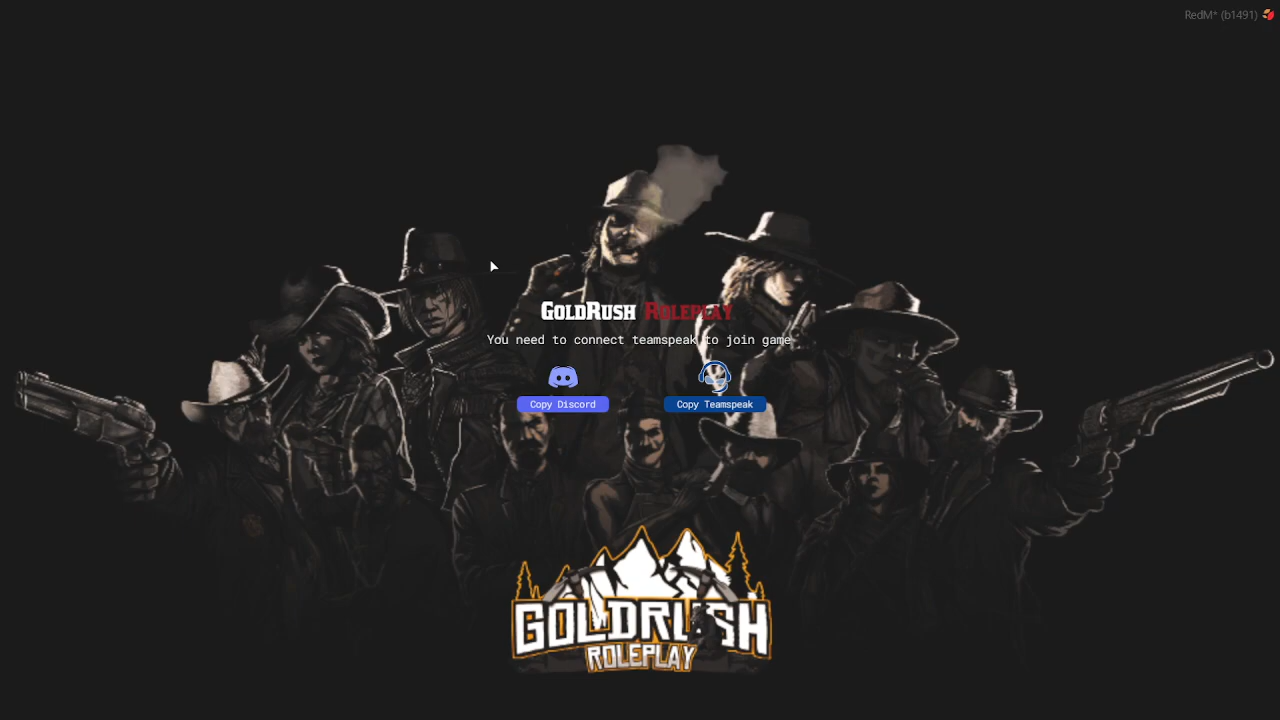 RedM* (b1491)
GoldRush Roleplay
You need to connect teamspeak to join game
Copy Discord
Copy Teamspeak
GOLDRUSH
ROLEPLAY